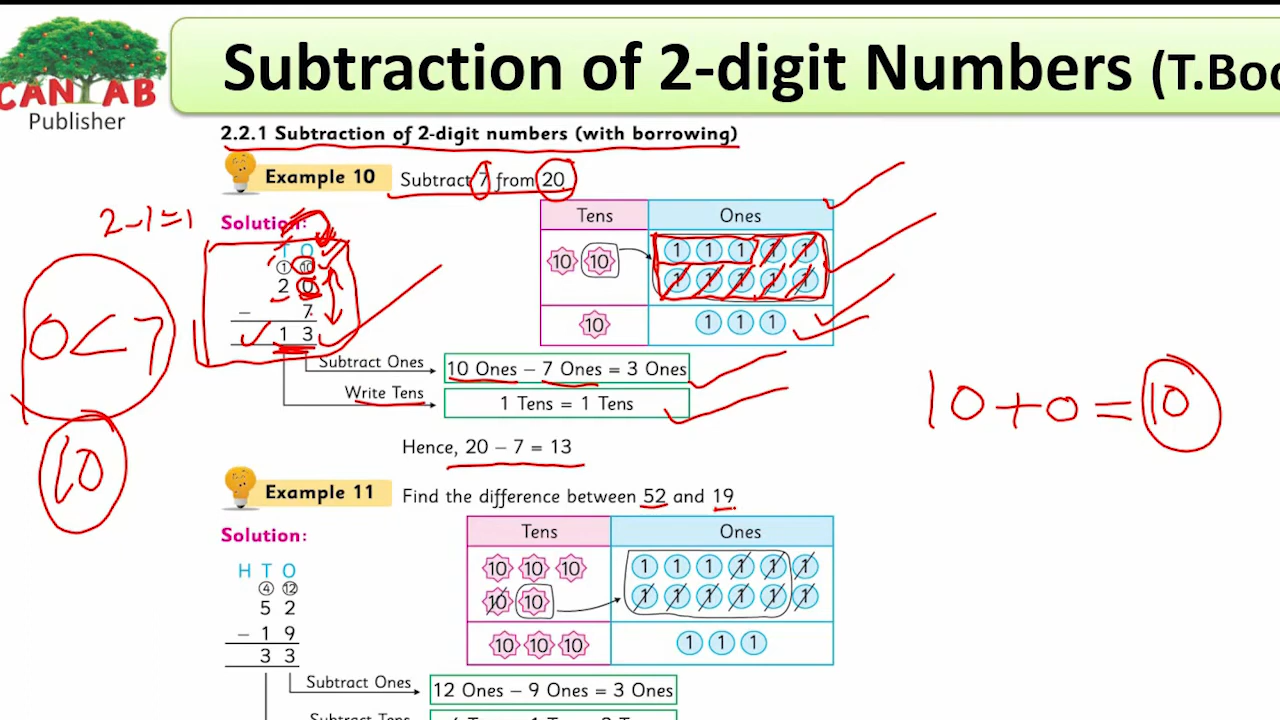 CANTAB
Publisher
Subtraction of 2-digit Numbers (T.Boo
2.2.1 Subtraction of 2-digit numbers (with borrowing)
Example 10 Subtract 7 from 20.
2-1=1
Solution:
T O
① ⑩
2 0
− 7
1 3
Tens Ones
10 10 1 1 1 1 1
1 1 1 1 1
10 1 1 1
0<7
10
Subtract Ones 10 Ones − 7 Ones = 3 Ones
Write Tens 1 Tens = 1 Tens
10+0=10
Hence, 20 − 7 = 13
Example 11 Find the difference between 52 and 19.
Solution:
H T O
④ ⑫
5 2
− 1 9
3 3
Tens Ones
10 10 10 1 1 1 1 1 1
10 10 1 1 1 1 1 1
10 10 10 1 1 1
Subtract Ones 12 Ones − 9 Ones = 3 Ones
Subtract Tens